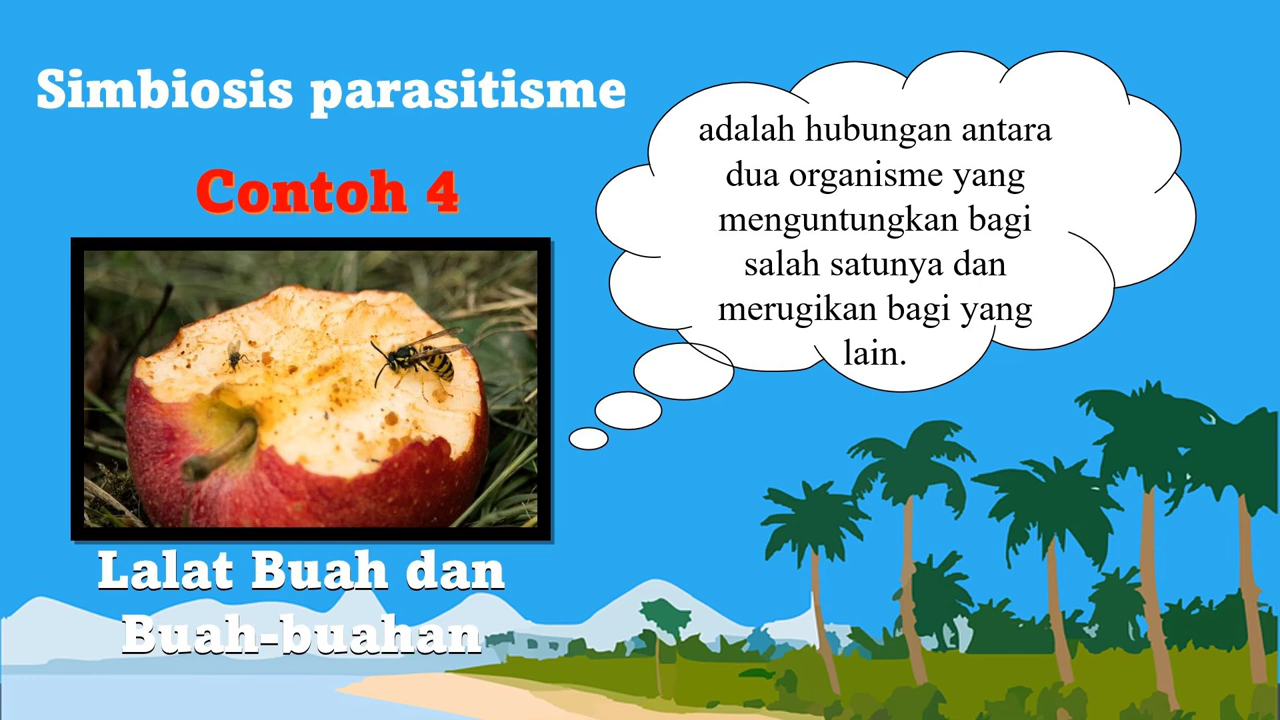 Simbiosis parasitisme
Contoh 4
adalah hubungan antara
dua organisme yang
menguntungkan bagi
salah satunya dan
merugikan bagi yang
lain.
Lalat Buah dan
Buah-buahan